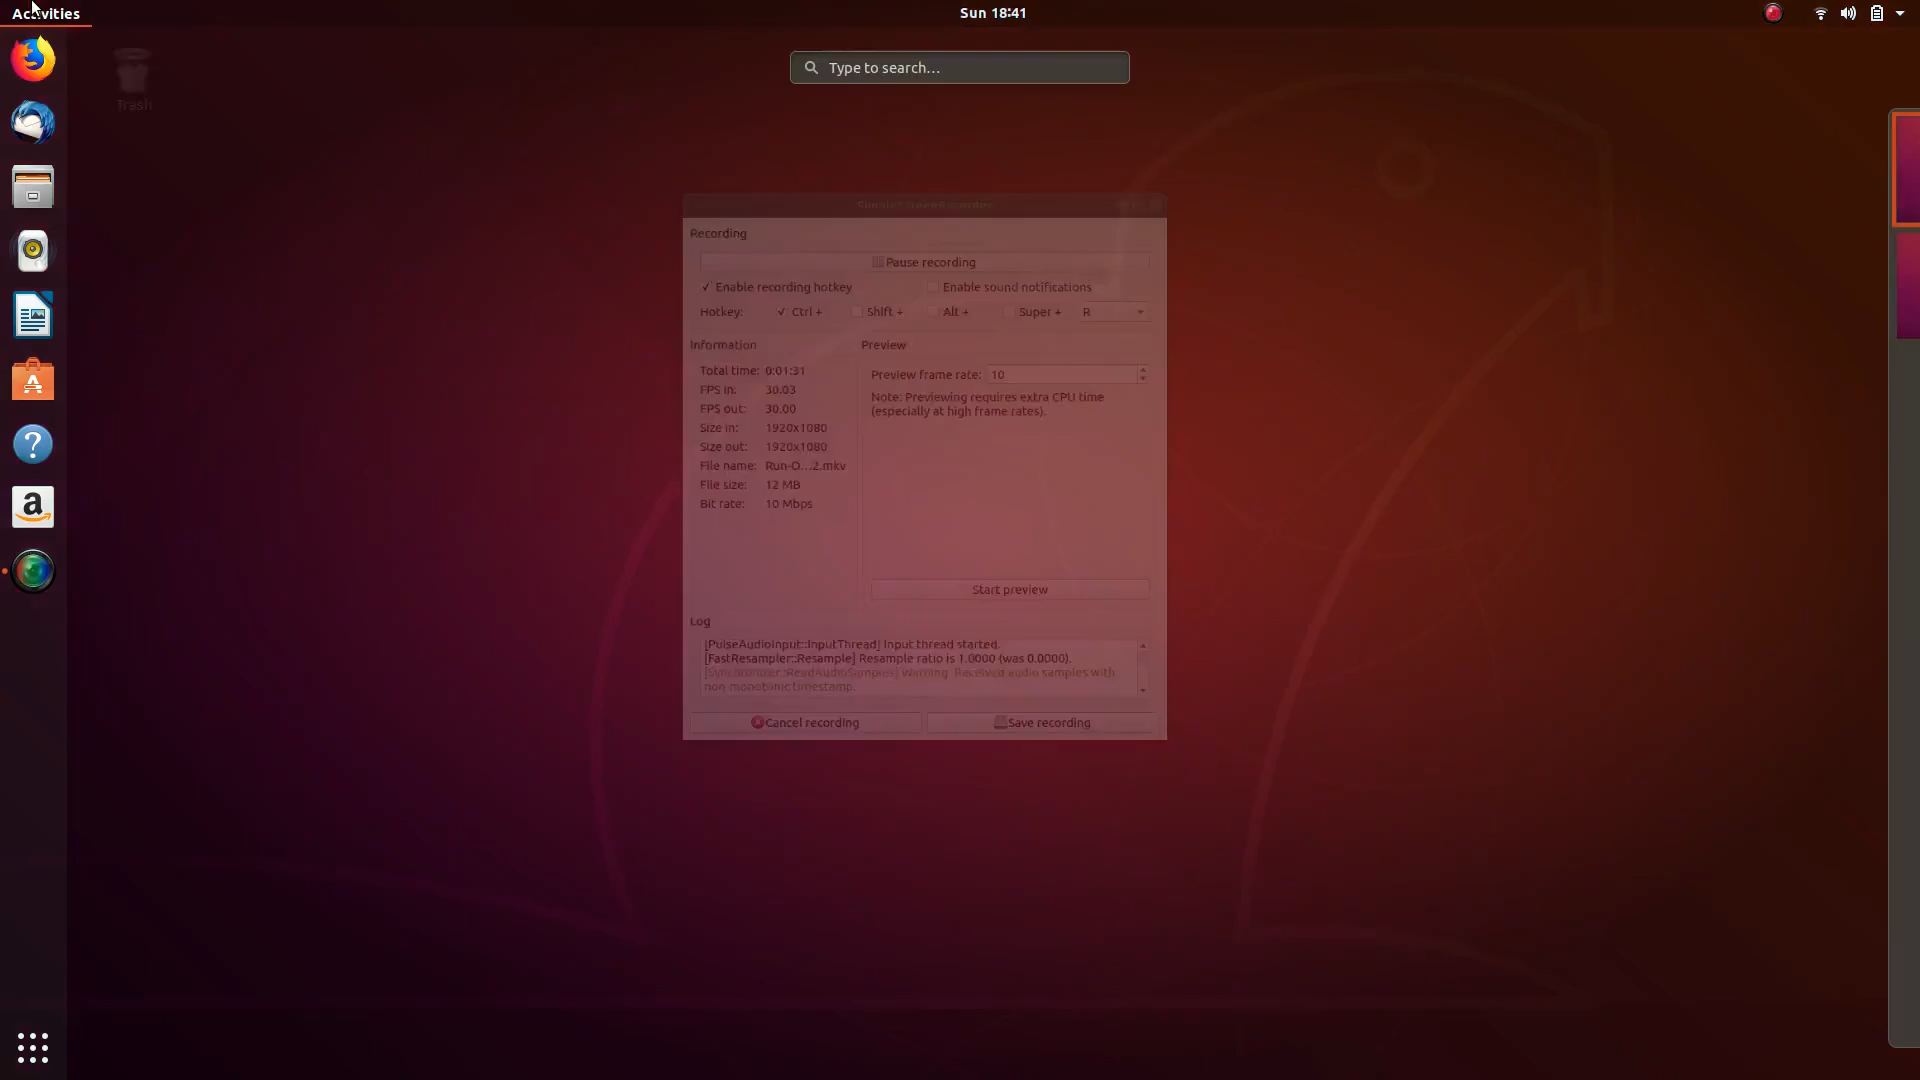 Activities
Sun 18:41
Type to search...
Trash
SimpleScreenRecorder
Recording
Pause recording
Enable recording hotkey
Enable sound notifications
Hotkey: Ctrl + Shift + Alt + Super + R
Information
Preview
Total time: 0:01:31
FPS in: 30.03
FPS out: 30.00
Size in: 1920x1080
Size out: 1920x1080
File name: Run-O...2.mkv
File size: 12 MB
Bit rate: 10 Mbps
Preview frame rate: 10
Note: Previewing requires extra CPU time
(especially at high frame rates).
Start preview
Log
[PulseAudioInput::InputThread] Input thread started.
[FastResampler::Resample] Resample ratio is 1.0000 (was 0.0000).
[Synchronizer::ReadAudioSamples] Warning: Received audio samples with
non-monotonic timestamp.
Cancel recording
Save recording